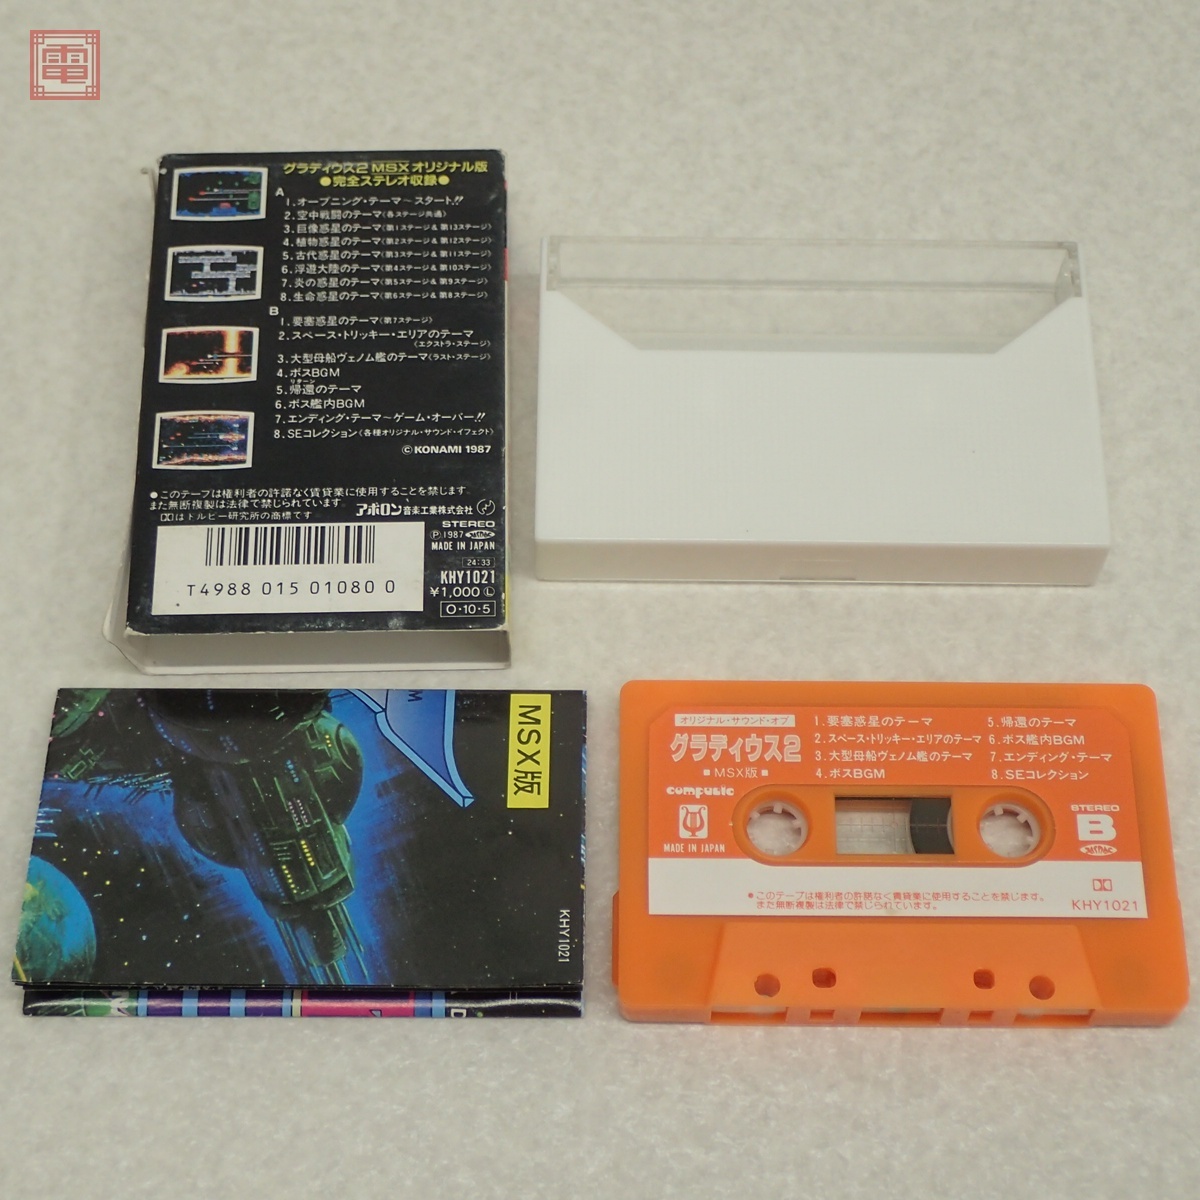 電
グラディウス2 MSX オリジナル版
●完全ステレオ収録●
A
1.オープニング・テーマ〜スタート!!
2.空中戦闘のテーマ(各ステージ共通)
3.巨像惑星のテーマ(第1ステージ&第13ステージ)
4.植物惑星のテーマ(第2ステージ&第12ステージ)
5.古代惑星のテーマ(第3ステージ&第11ステージ)
6.浮遊大陸のテーマ(第4ステージ&第10ステージ)
7.炎の惑星のテーマ(第5ステージ&第9ステージ)
8.生命惑星のテーマ(第6ステージ&第8ステージ)
B
1.要塞惑星のテーマ(第7ステージ)
2.スペース・トリッキー・エリアのテーマ
(エクストラ・ステージ)
3.大型母船ヴェノム艦のテーマ(ラスト・ステージ)
4.ボスBGM
リターン
5.帰還のテーマ
6.ボス艦内BGM
7.エンディング・テーマ〜ゲーム・オーバー!!
8.SEコレクション(各種オリジナル・サウンド・イフェクト)
©KONAMI 1987
●このテープは権利者の許諾なく賃貸業に使用することを禁じます。
また無断複製は法律で禁じられています。
はドルビー研究所の商標です
アポロン音楽工業株式会社
STEREO
Ⓟ1987
MADE IN JAPAN
24:33
KHY1021
¥1,000 Ⓛ
O・10・5
T4988 015 01080 0
MSX版
KHY1021
オリジナル・サウンド・オブ
グラディウス2
■MSX版■
compusic
MADE IN JAPAN
1.要塞惑星のテーマ
2.スペース・トリッキー・エリアのテーマ
3.大型母船ヴェノム艦のテーマ
4.ボスBGM
5.帰還のテーマ
6.ボス艦内BGM
7.エンディング・テーマ
8.SEコレクション
STEREO
B
●このテープは権利者の許諾なく賃貸業に使用することを禁じます。
また無断複製は法律で禁じられています。
KHY1021